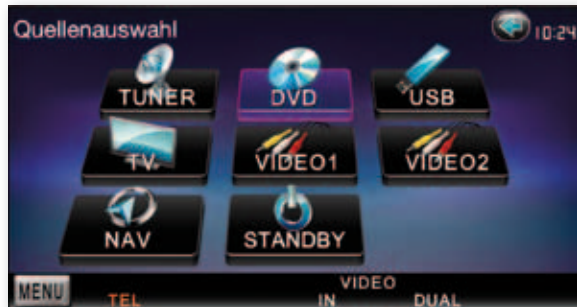 Quellenauswahl
10:24
TUNER DVD USB
TV VIDEO1 VIDEO2
NAV STANDBY
MENU TEL VIDEO IN DUAL